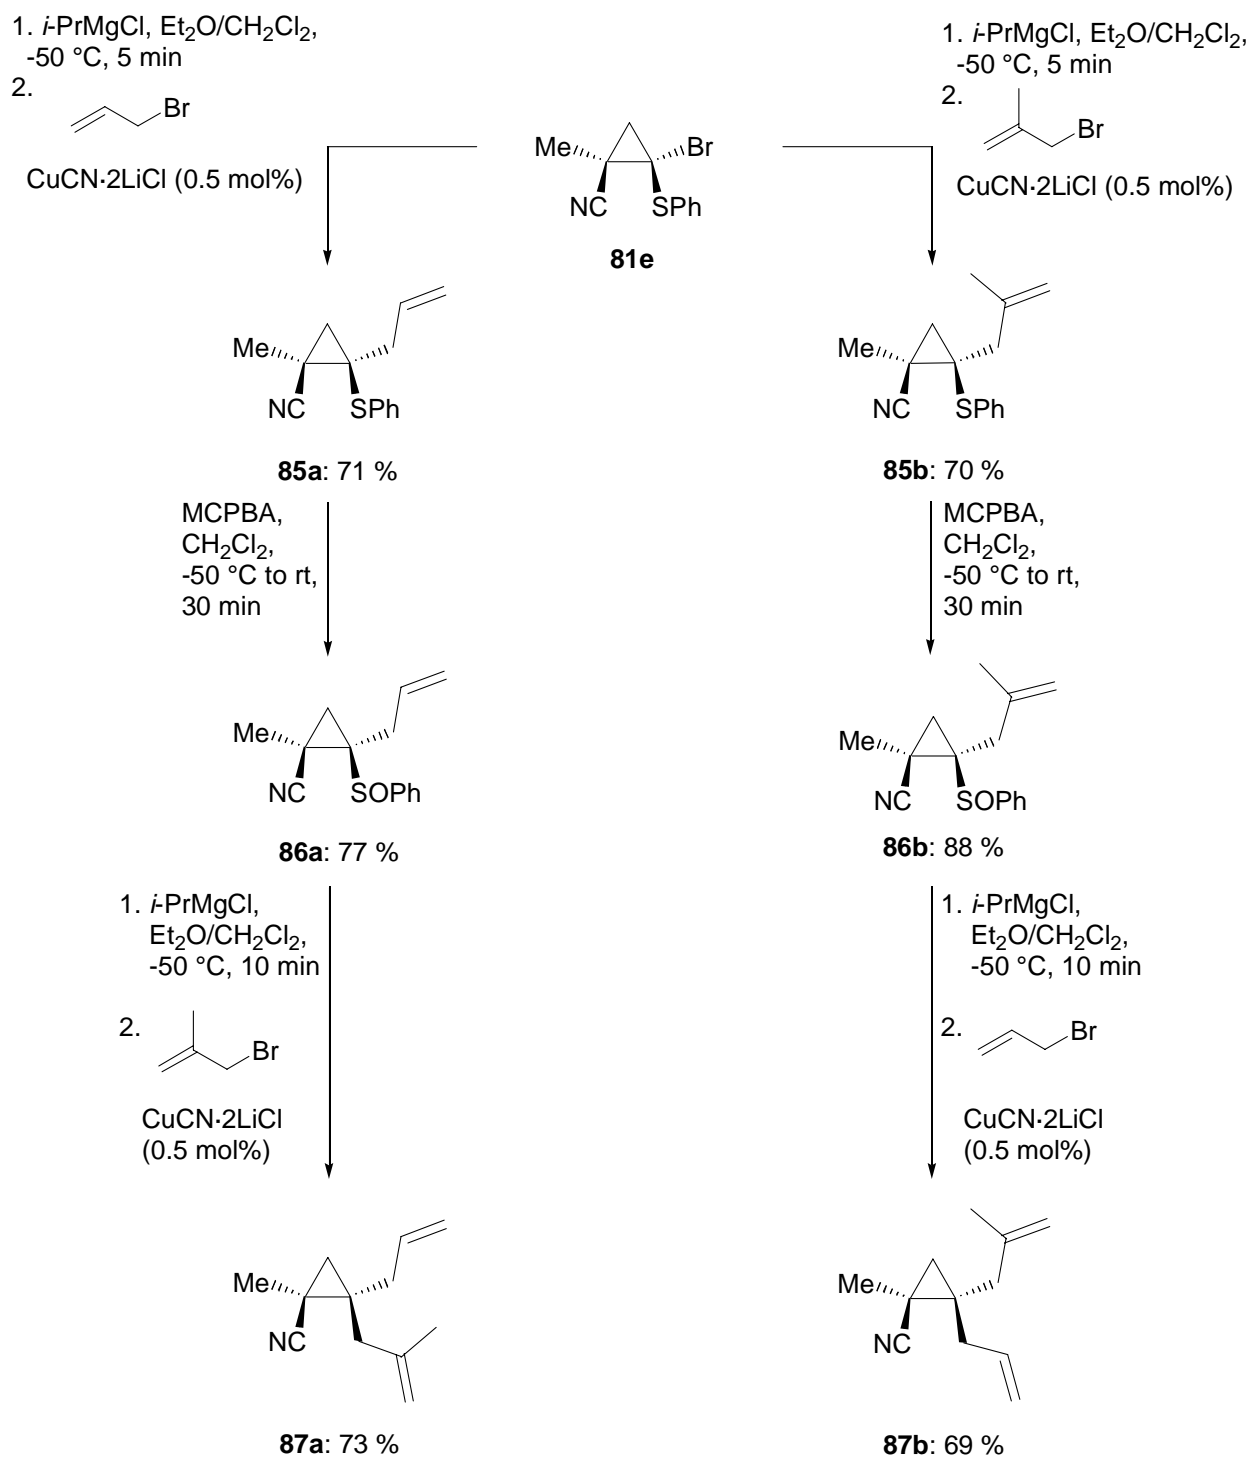 1. i-PrMgCl, Et2O/CH2Cl2,
-50 °C, 5 min
2.
Br
CuCN·2LiCl (0.5 mol%)
1. i-PrMgCl, Et2O/CH2Cl2,
-50 °C, 5 min
2.
Br
CuCN·2LiCl (0.5 mol%)
Me Br
NC SPh
81e
Me
NC SPh
85a: 71 %
Me
NC SPh
85b: 70 %
MCPBA,
CH2Cl2,
-50 °C to rt,
30 min
MCPBA,
CH2Cl2,
-50 °C to rt,
30 min
Me
NC SOPh
86a: 77 %
Me
NC SOPh
86b: 88 %
1. i-PrMgCl,
Et2O/CH2Cl2,
-50 °C, 10 min
2.
Br
CuCN·2LiCl
(0.5 mol%)
1. i-PrMgCl,
Et2O/CH2Cl2,
-50 °C, 10 min
2.
Br
CuCN·2LiCl
(0.5 mol%)
Me
NC
87a: 73 %
Me
NC
87b: 69 %